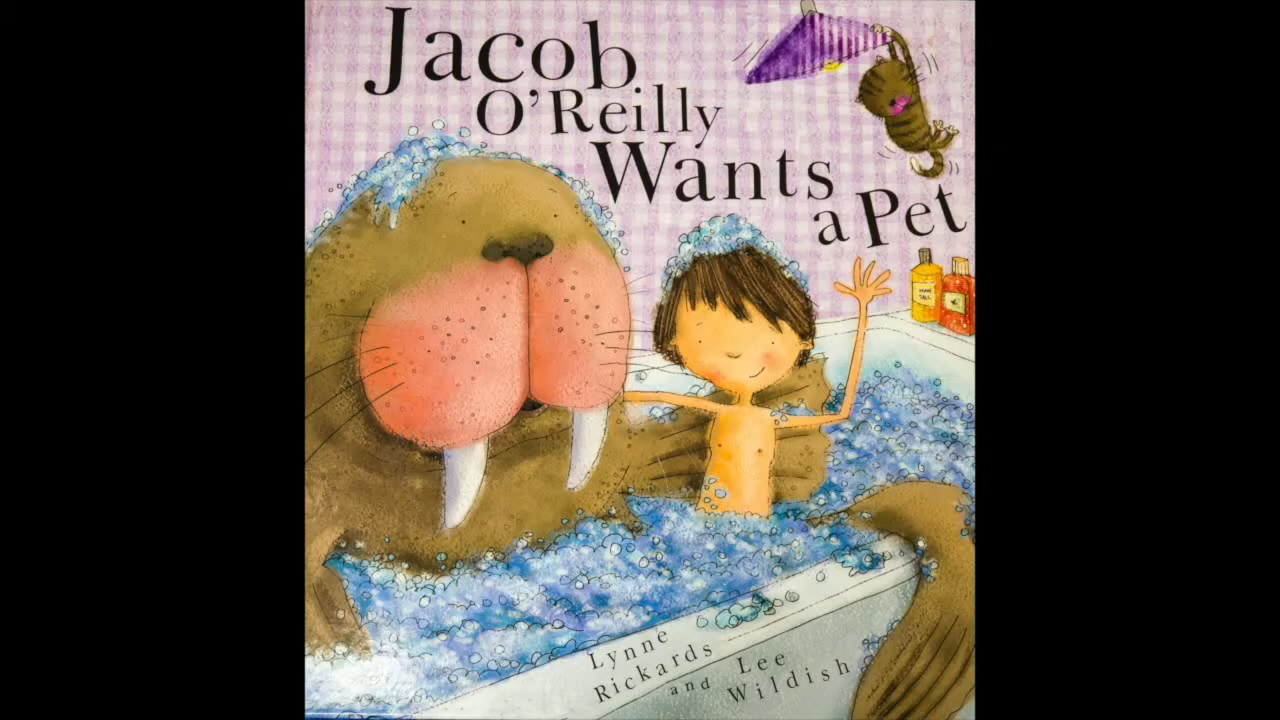 Jacob
O'Reilly
Wants
a Pet
Lynne
Rickards
and Lee
Wildish